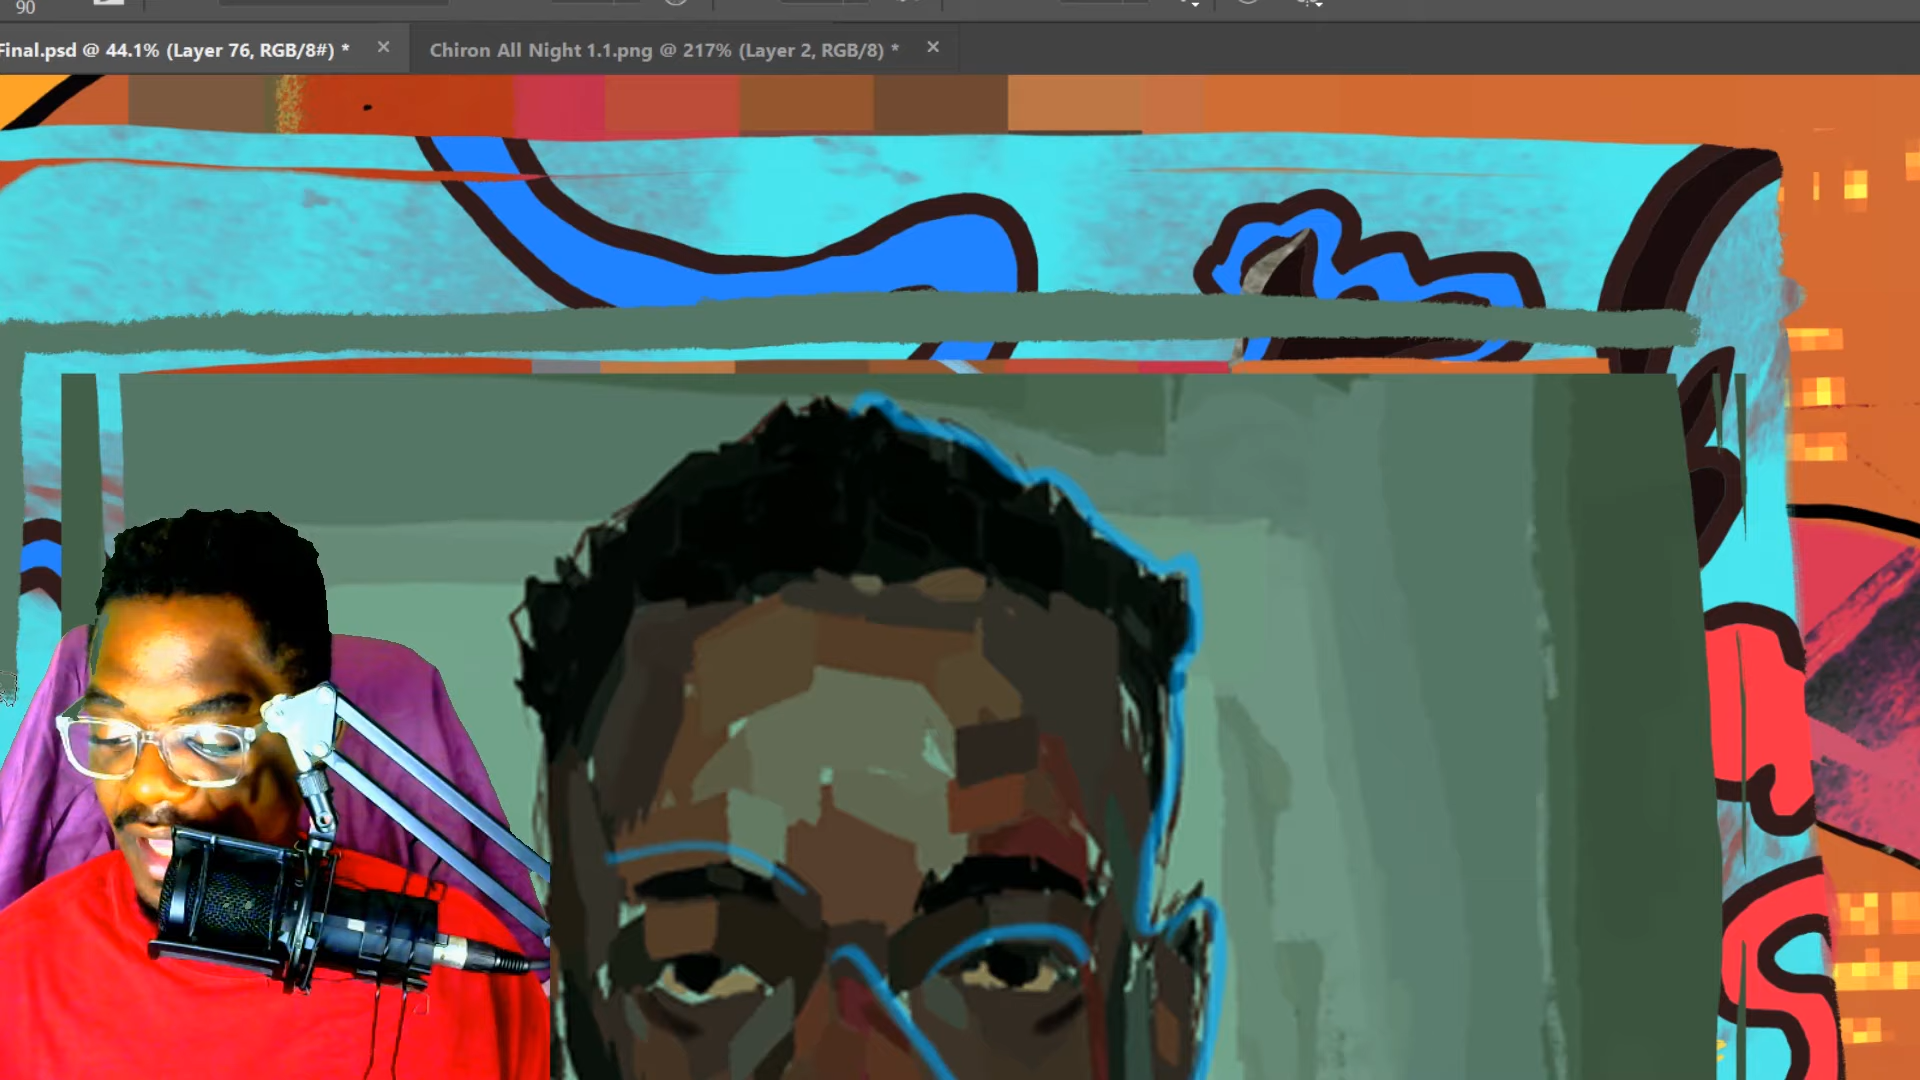 90
Final.psd @ 44.1% (Layer 76, RGB/8#) *
Chiron All Night 1.1.png @ 217% (Layer 2, RGB/8) *